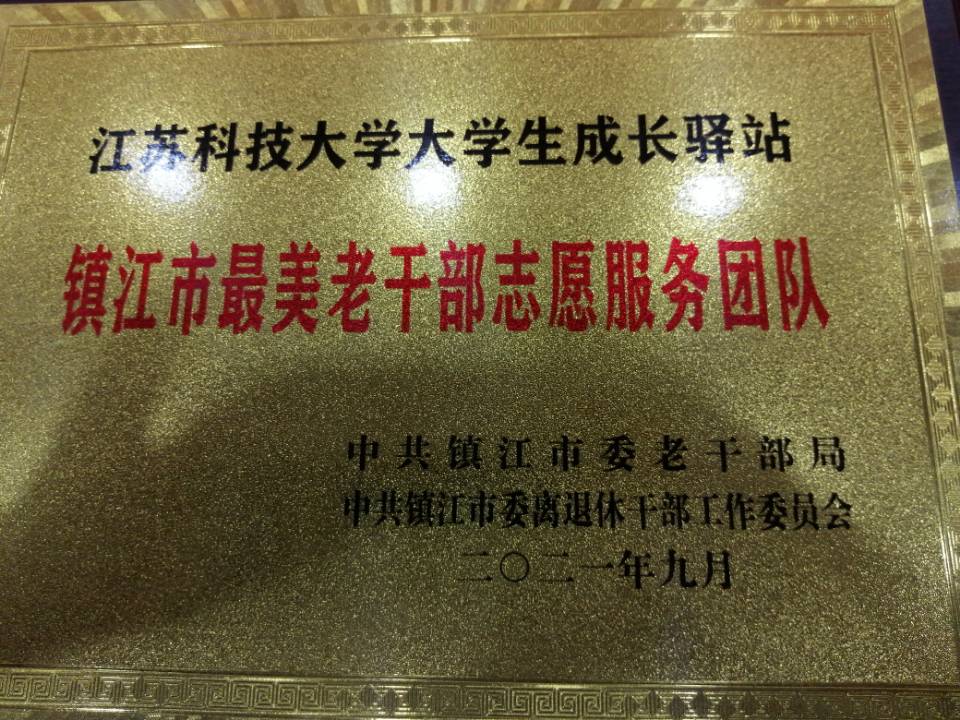 江苏科技大学大学生成长驿站
镇江市最美老干部志愿服务团队
中共镇江市委老干部局
中共镇江市委离退休干部工作委员会
二〇二一年九月